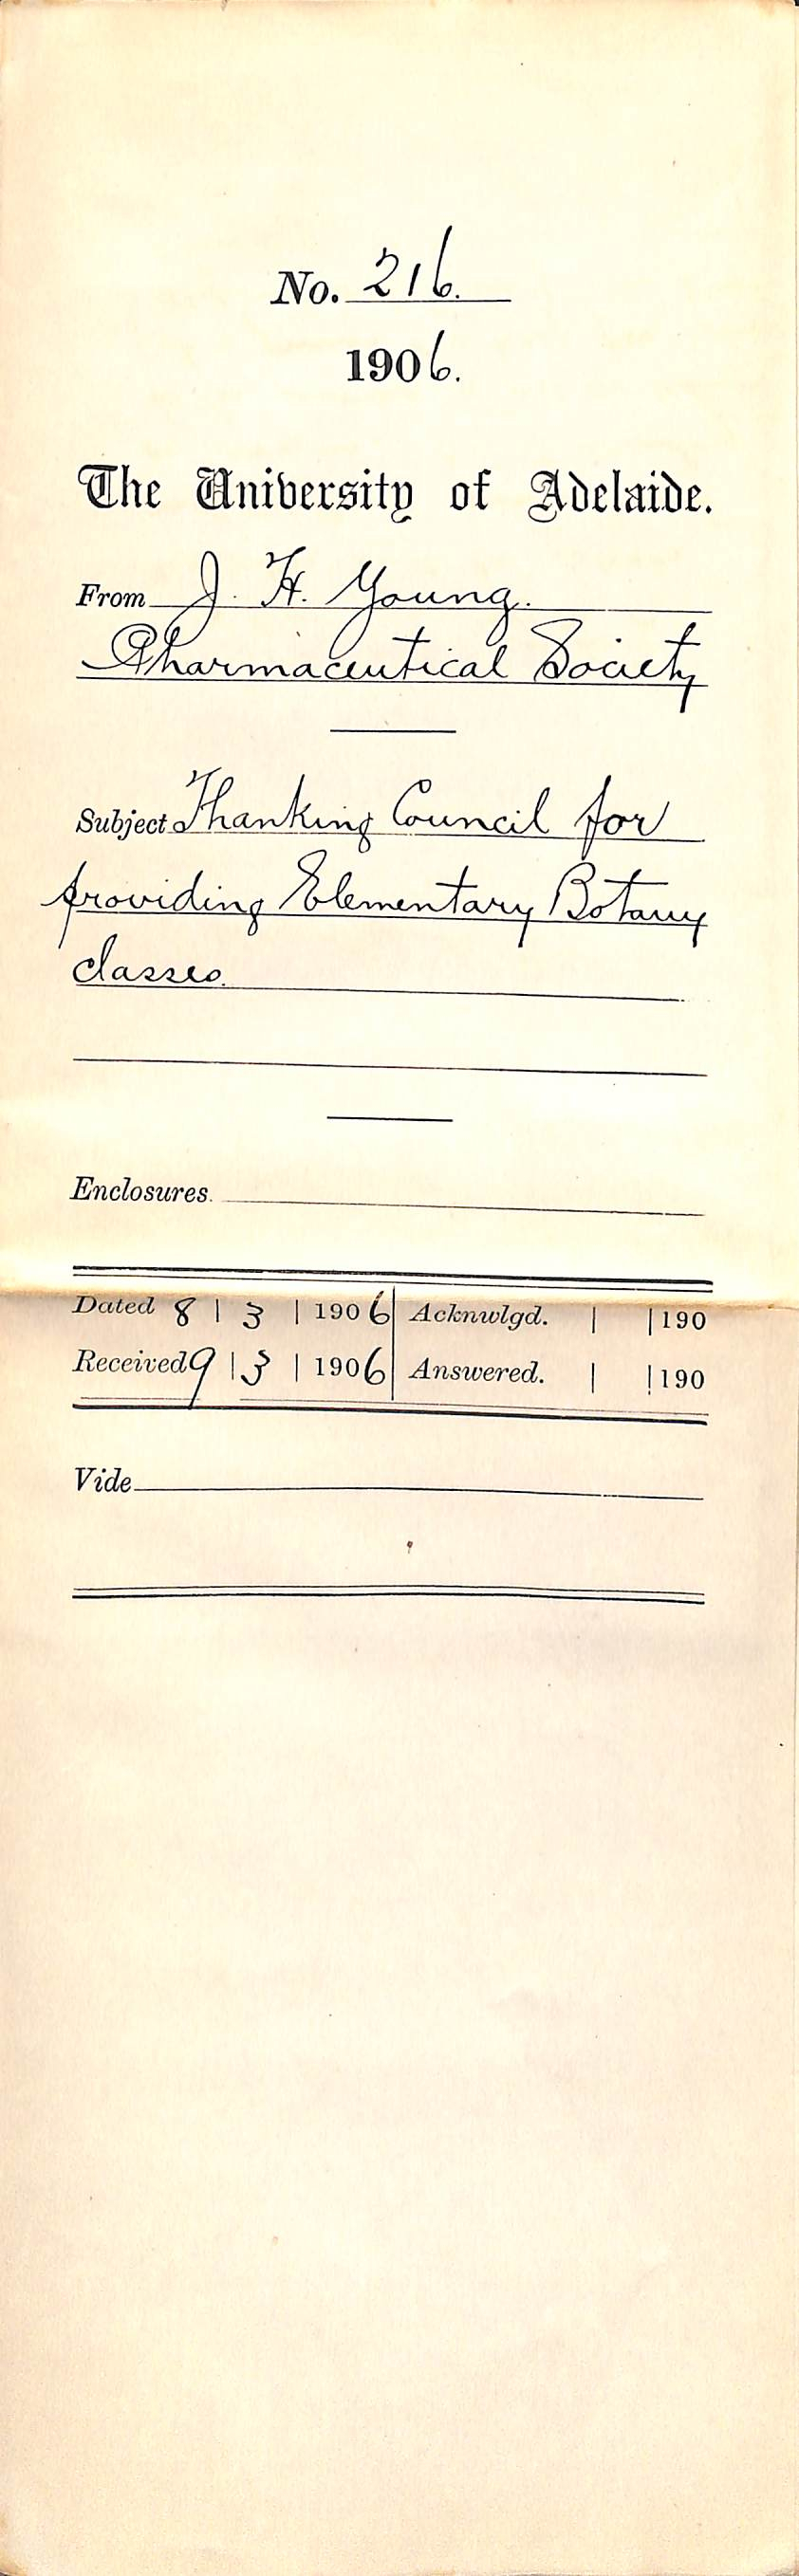 No. 216.
1906.
The University of Adelaide.
From J. H. Young.
Pharmaceutical Society
Subject Thanking Council for
providing Elementary Botany
classes.
Enclosures.
Dated 8 | 3 | 1906 Acknwlgd. | |190
Received 9 | 3 | 1906 Answered. | |190
Vide